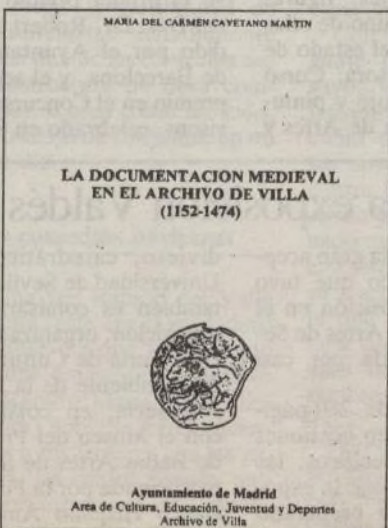 MARIA DEL CARMEN CAYETANO MARTIN
LA DOCUMENTACION MEDIEVAL
EN EL ARCHIVO DE VILLA
(1152-1474)
Ayuntamiento de Madrid
Area de Cultura, Educación, Juventud y Deportes
Archivo de Villa